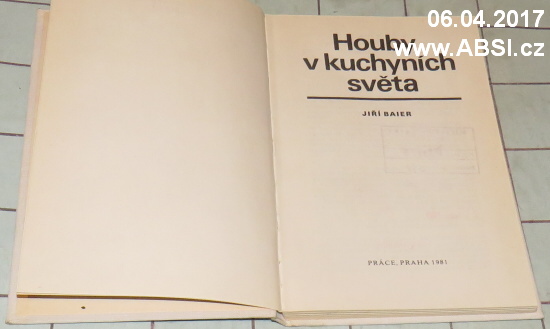 06.04.2017
www.ABSI.cz
Houby
v kuchyních
světa
JIŘÍ BAIER
PRÁCE, PRAHA 1981